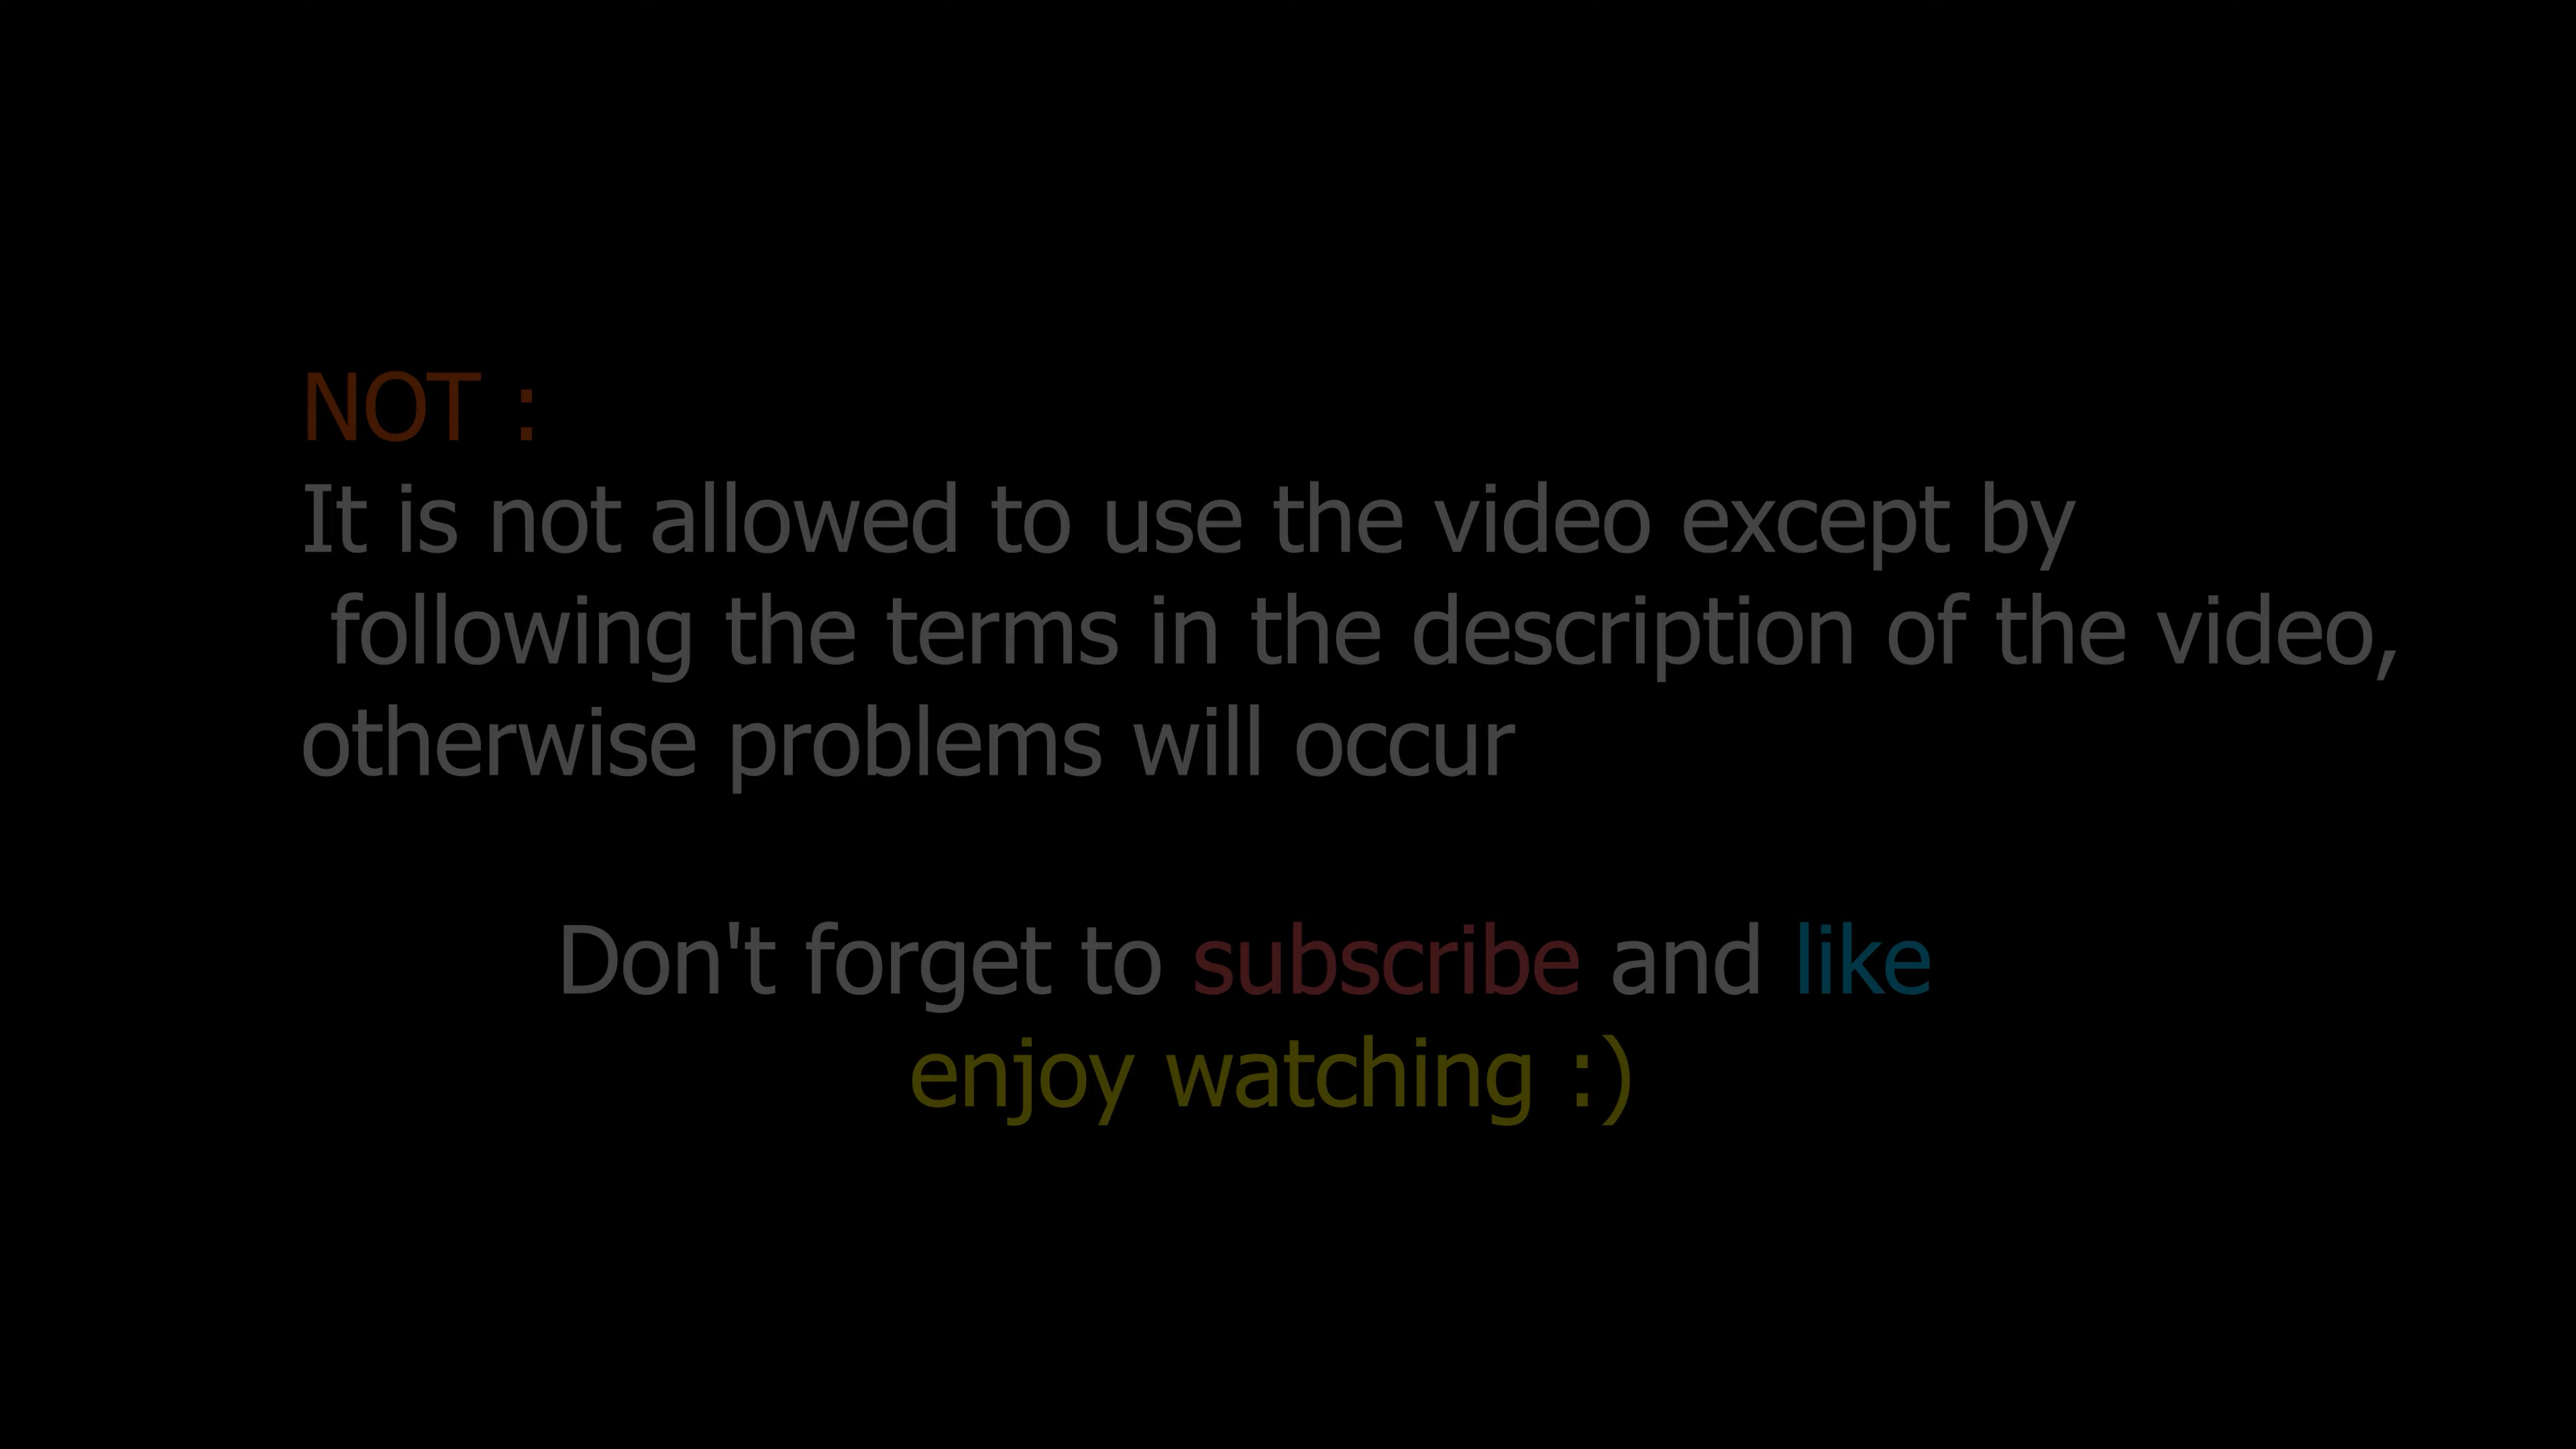 NOT :
It is not allowed to use the video except by
following the terms in the description of the video,
otherwise problems will occur
Don't forget to subscribe and like
enjoy watching :)